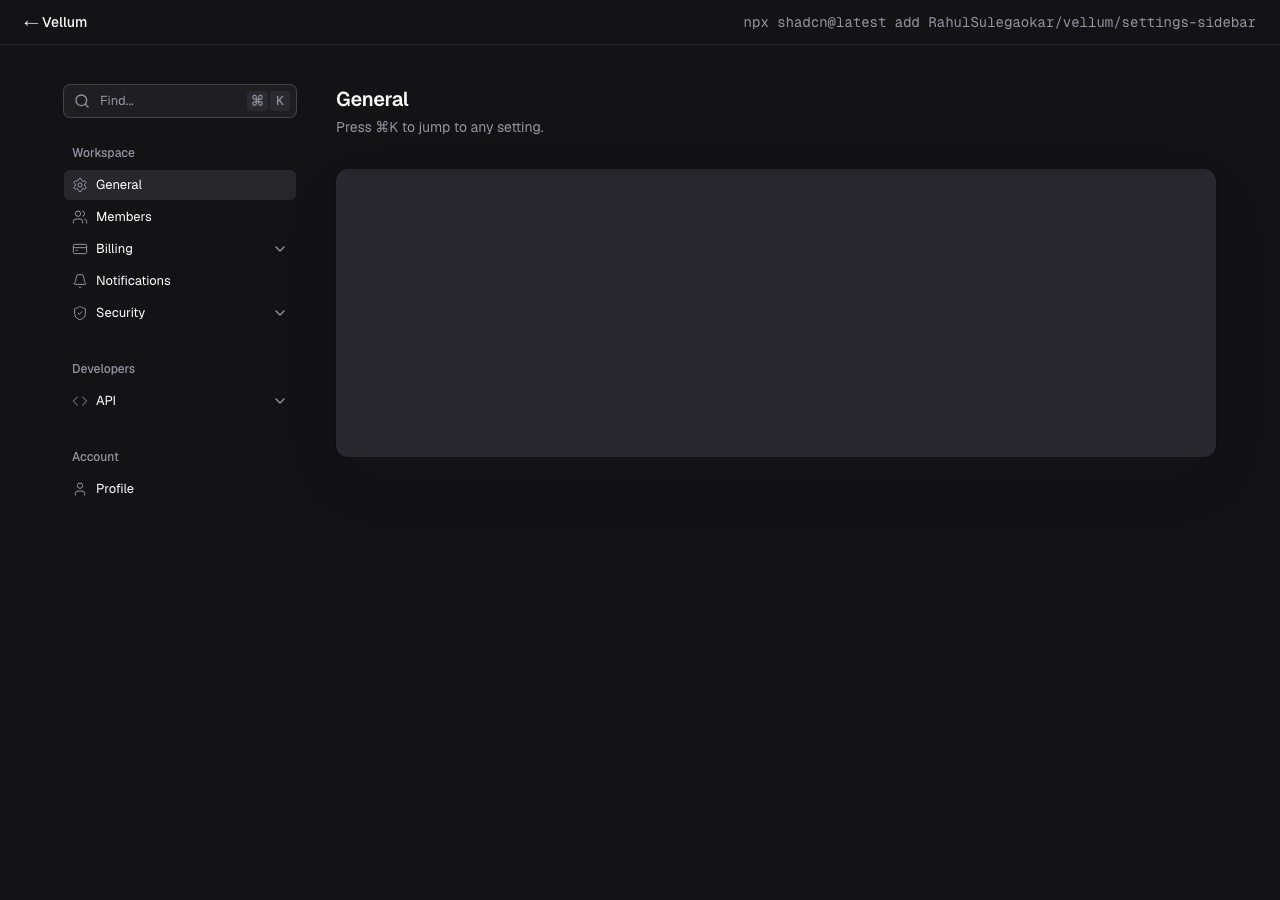 ← Vellum
npx shadcn@latest add RahulSulegaokar/vellum/settings-sidebar
Find...
⌘ K
Workspace
General
Members
Billing
Notifications
Security
Developers
API
Account
Profile
General
Press ⌘K to jump to any setting.